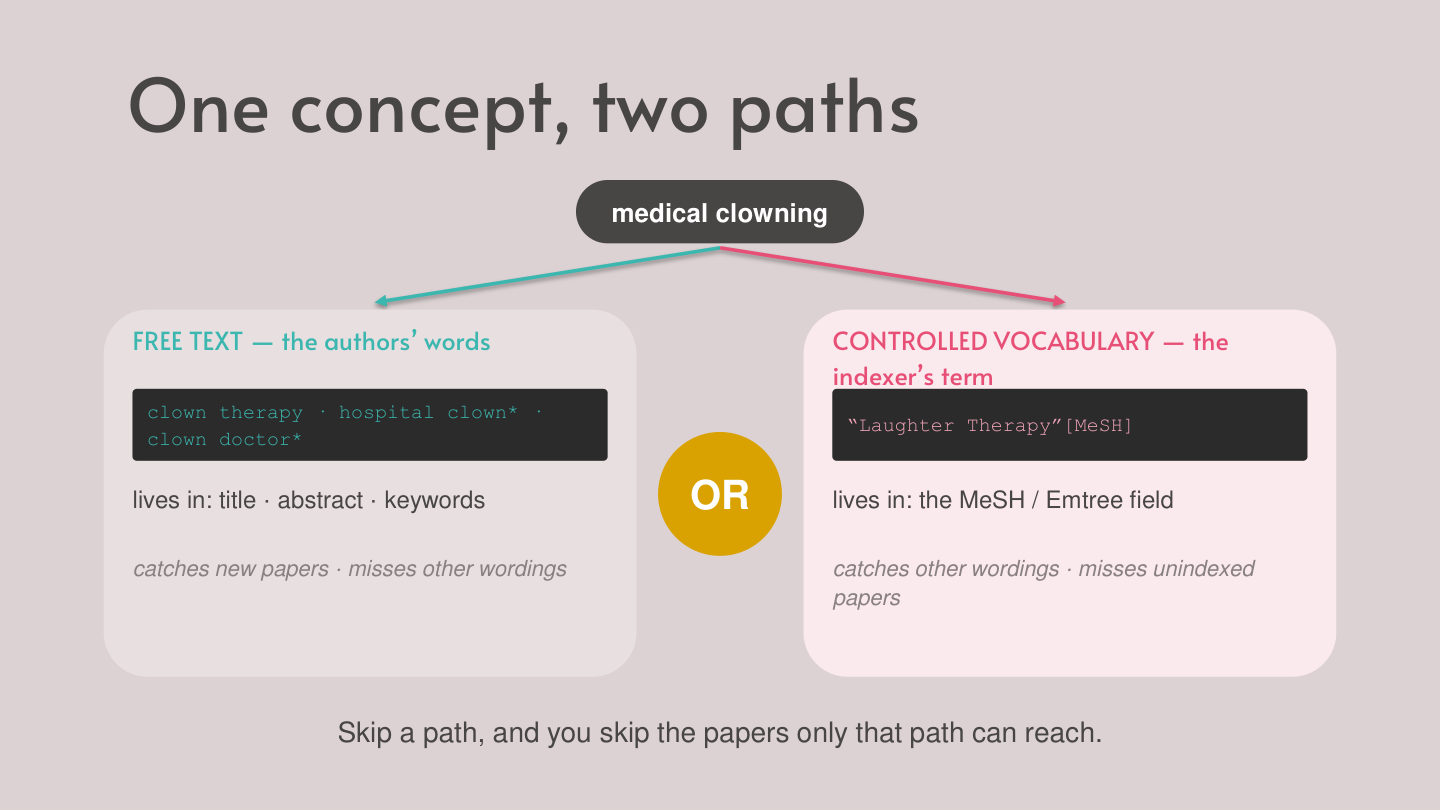 One concept, two paths
medical clowning
FREE TEXT — the authors’ words
clown therapy · hospital clown* ·
clown doctor*
lives in: title · abstract · keywords
catches new papers · misses other wordings
OR
CONTROLLED VOCABULARY — the
indexer’s term
“Laughter Therapy”[MeSH]
lives in: the MeSH / Emtree field
catches other wordings · misses unindexed
papers
Skip a path, and you skip the papers only that path can reach.